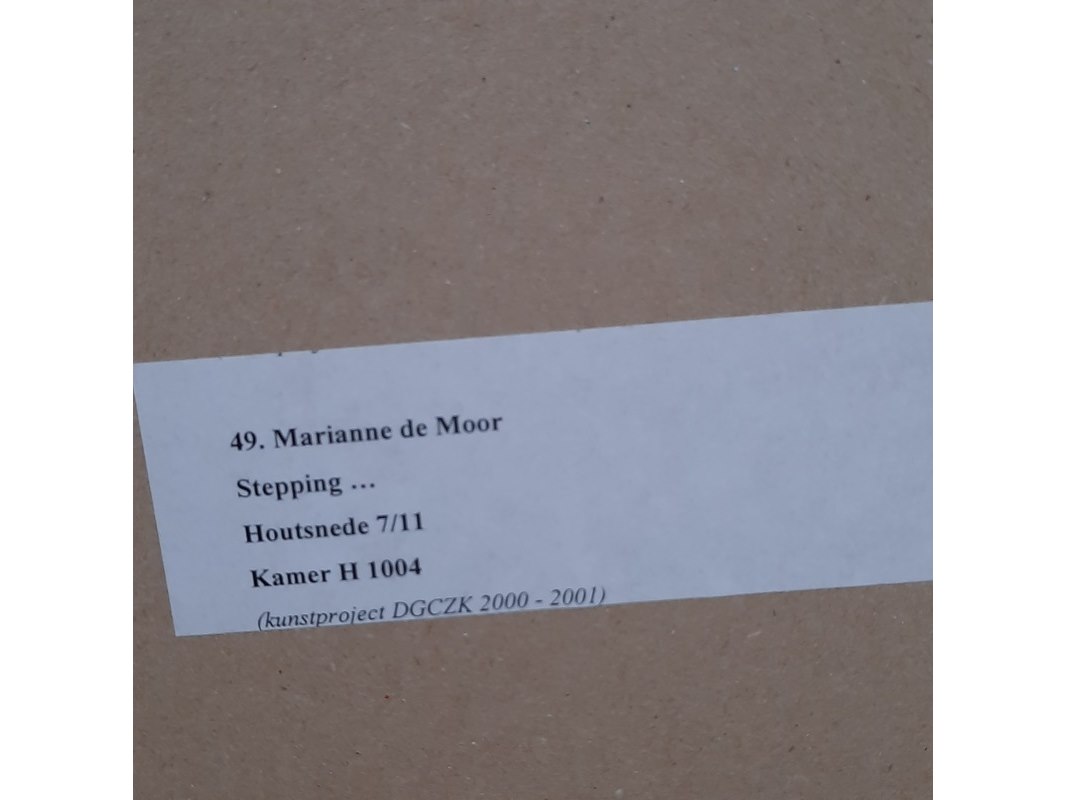 49. Marianne de Moor
Stepping ...
Houtsnede 7/11
Kamer H 1004
(kunstproject DGCZK 2000 - 2001)